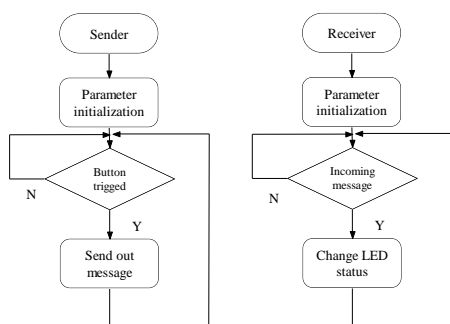 Sender
Parameter
initialization
Button
trigged
N
Y
Send out
message
Receiver
Parameter
initialization
Incoming
message
N
Y
Change LED
status